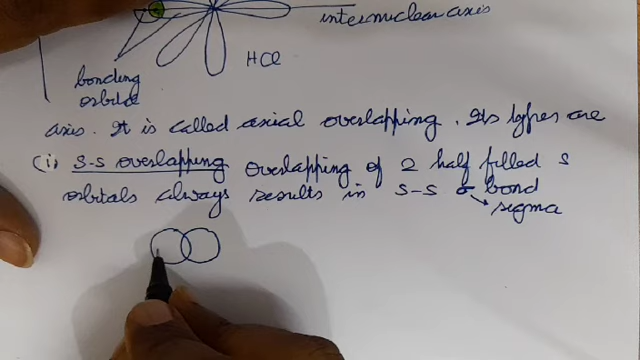 internuclear axis
HCl
bonding
orbital
axis. It is called axial overlapping. Its types are
(i) S-S overlapping overlapping of 2 half filled s
orbitals always results in S-S σ bond
sigma